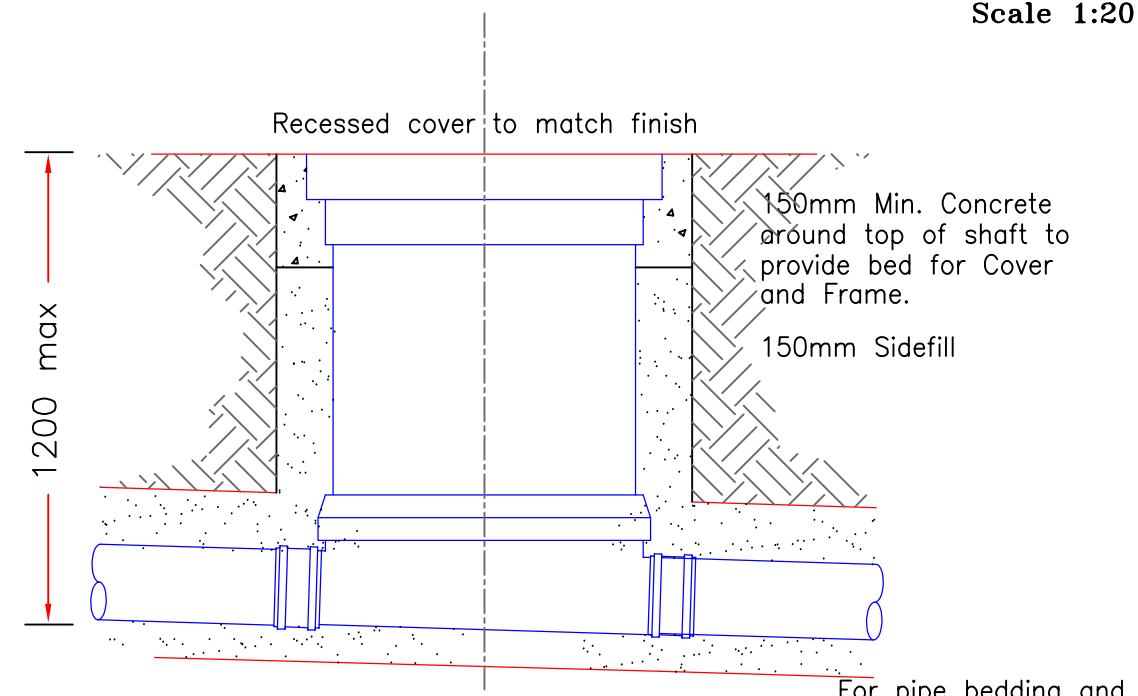 Scale 1:20
Recessed cover to match finish
150mm Min. Concrete
around top of shaft to
provide bed for Cover
and Frame.
150mm Sidefill
1200 max
For pipe bedding and